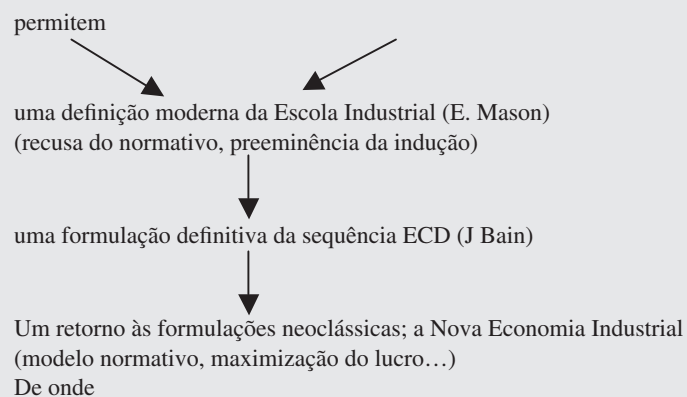 permitem
uma definição moderna da Escola Industrial (E. Mason)
(recusa do normativo, preeminência da indução)
uma formulação definitiva da sequência ECD (J Bain)
Um retorno às formulações neoclássicas; a Nova Economia Industrial
(modelo normativo, maximização do lucro…)
De onde